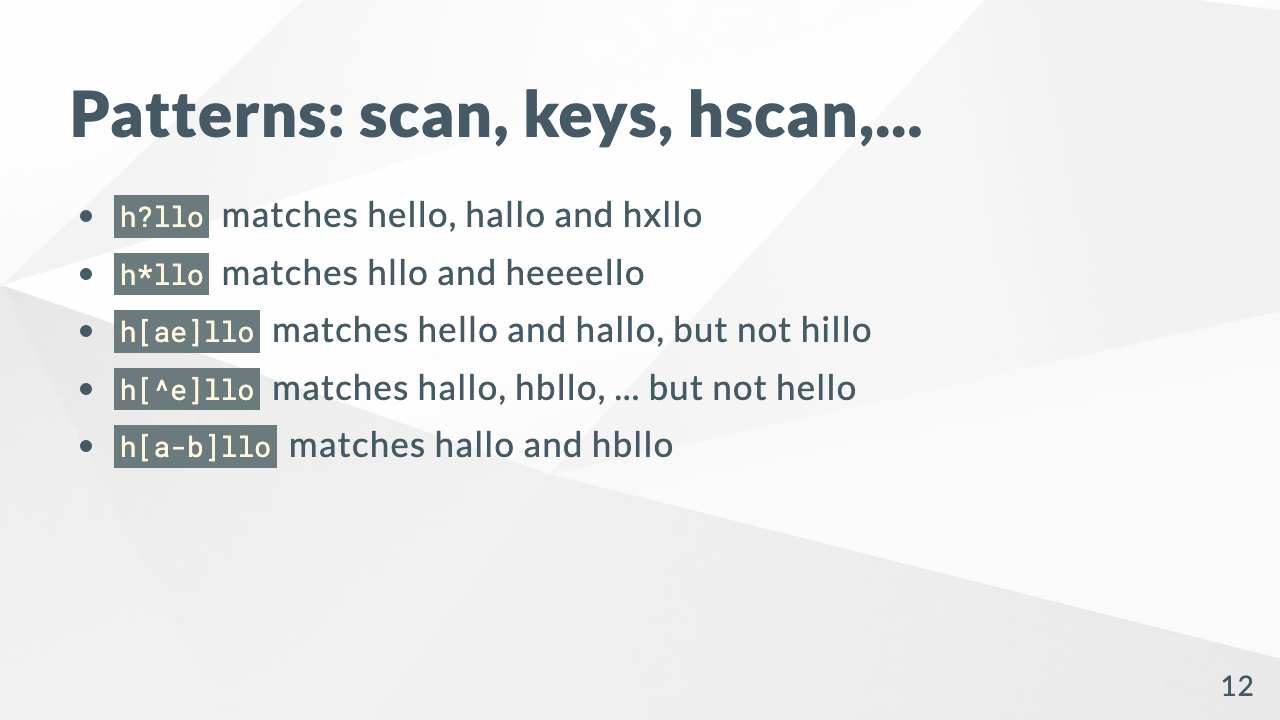 Patterns: scan, keys, hscan,...
• h?llo matches hello, hallo and hxllo
• h*llo matches hllo and heeeello
• h[ae]llo matches hello and hallo, but not hillo
• h[^e]llo matches hallo, hbllo, ... but not hello
• h[a-b]llo matches hallo and hbllo
12